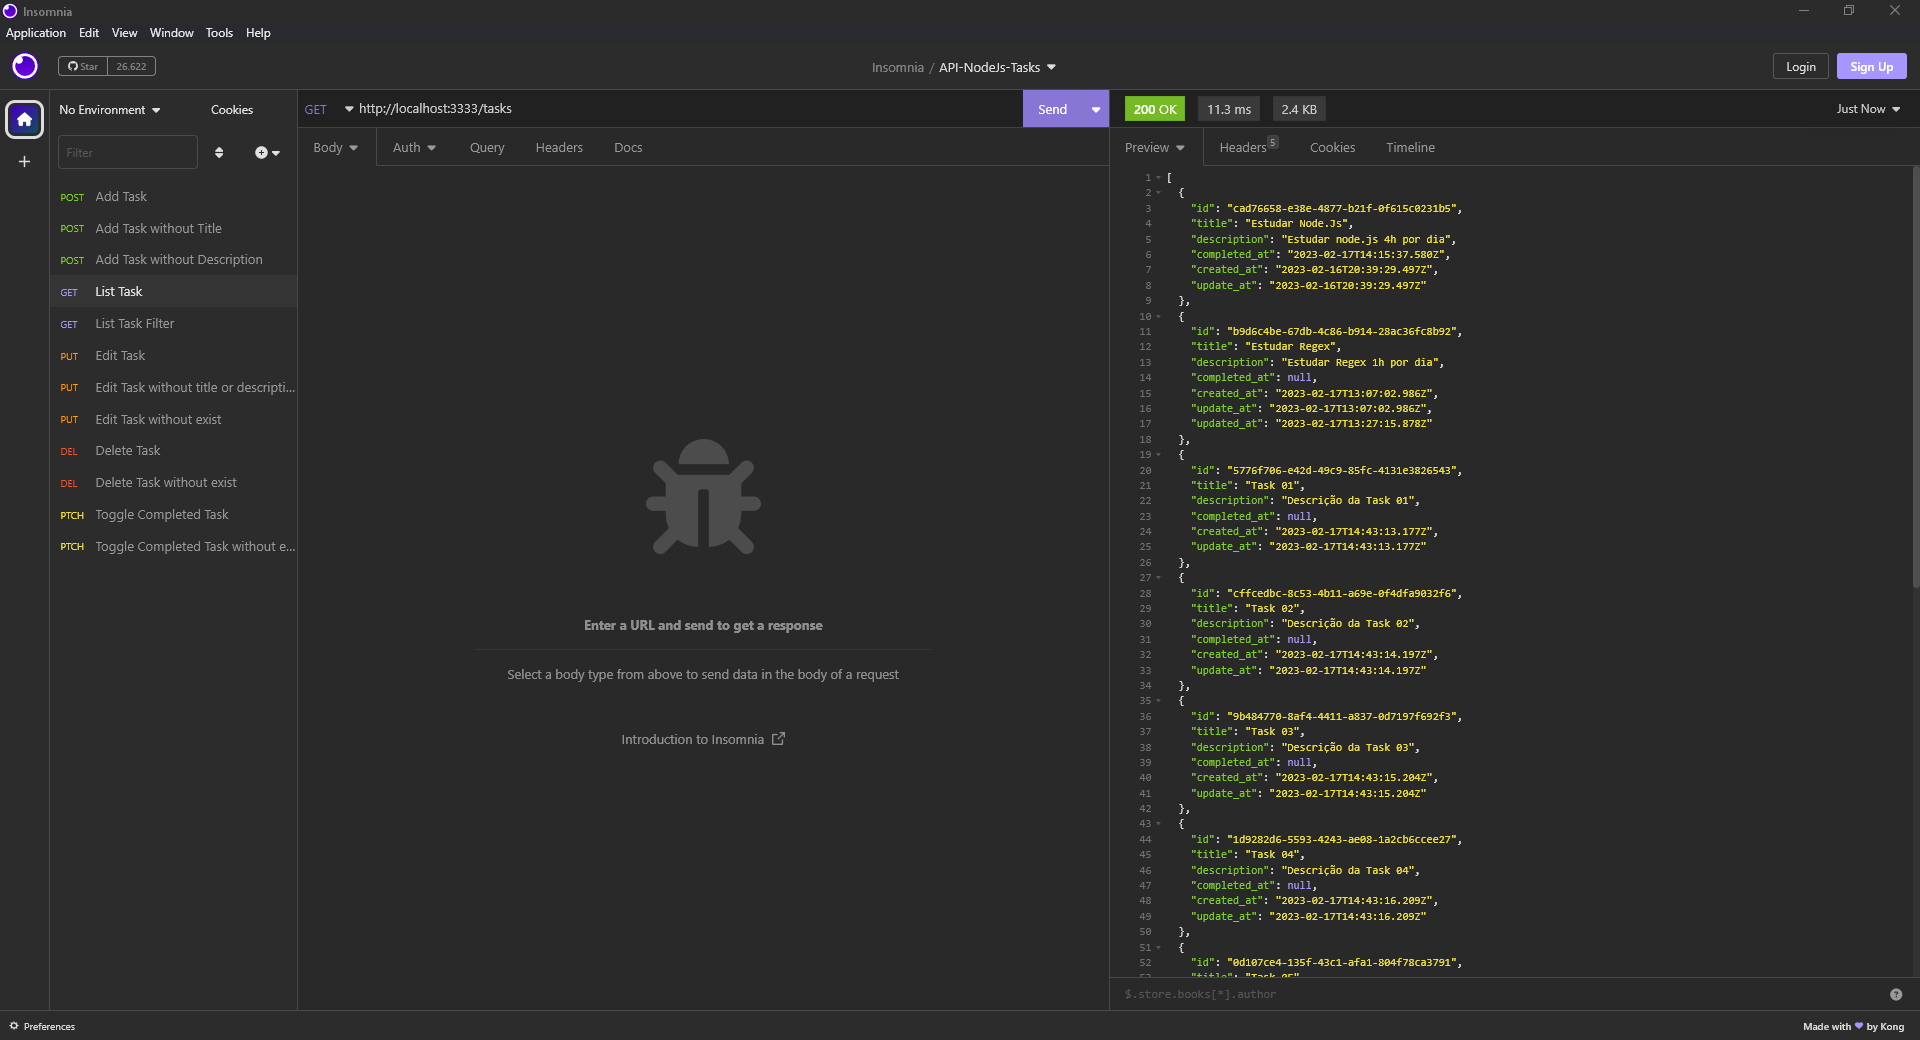 Insomnia
Application Edit View Window Tools Help
Star 26.622
Insomnia / API-NodeJs-Tasks
Login Sign Up
No Environment Cookies
Filter
POST Add Task
POST Add Task without Title
POST Add Task without Description
GET List Task
GET List Task Filter
PUT Edit Task
PUT Edit Task without title or descripti...
PUT Edit Task without exist
DEL Delete Task
DEL Delete Task without exist
PTCH Toggle Completed Task
PTCH Toggle Completed Task without e...
GET http://localhost:3333/tasks Send
Body Auth Query Headers Docs
Enter a URL and send to get a response
Select a body type from above to send data in the body of a request
Introduction to Insomnia
200 OK 11.3 ms 2.4 KB Just Now
Preview Headers 5 Cookies Timeline
1 [
2 {
3 "id": "cad76658-e38e-4877-b21f-0f615c0231b5",
4 "title": "Estudar Node.Js",
5 "description": "Estudar node.js 4h por dia",
6 "completed_at": "2023-02-17T14:15:37.580Z",
7 "created_at": "2023-02-16T20:39:29.497Z",
8 "update_at": "2023-02-16T20:39:29.497Z"
9 },
10 {
11 "id": "b9d6c4be-67db-4c86-b914-28ac36fc8b92",
12 "title": "Estudar Regex",
13 "description": "Estudar Regex 1h por dia",
14 "completed_at": null,
15 "created_at": "2023-02-17T13:07:02.986Z",
16 "update_at": "2023-02-17T13:07:02.986Z",
17 "updated_at": "2023-02-17T13:27:15.878Z"
18 },
19 {
20 "id": "5776f706-e42d-49c9-85fc-4131e3826543",
21 "title": "Task 01",
22 "description": "Descrição da Task 01",
23 "completed_at": null,
24 "created_at": "2023-02-17T14:43:13.177Z",
25 "update_at": "2023-02-17T14:43:13.177Z"
26 },
27 {
28 "id": "cffcedbc-8c53-4b11-a69e-0f4dfa9032f6",
29 "title": "Task 02",
30 "description": "Descrição da Task 02",
31 "completed_at": null,
32 "created_at": "2023-02-17T14:43:14.197Z",
33 "update_at": "2023-02-17T14:43:14.197Z"
34 },
35 {
36 "id": "9b484770-8af4-4411-a837-0d7197f692f3",
37 "title": "Task 03",
38 "description": "Descrição da Task 03",
39 "completed_at": null,
40 "created_at": "2023-02-17T14:43:15.204Z",
41 "update_at": "2023-02-17T14:43:15.204Z"
42 },
43 {
44 "id": "1d9282d6-5593-4243-ae08-1a2cb6ccee27",
45 "title": "Task 04",
46 "description": "Descrição da Task 04",
47 "completed_at": null,
48 "created_at": "2023-02-17T14:43:16.209Z",
49 "update_at": "2023-02-17T14:43:16.209Z"
50 },
51 {
52 "id": "0d107ce4-135f-43c1-afa1-804f78ca3791",
53 "title": "Task 05",
$.store.books[*].author
Preferences
Made with by Kong